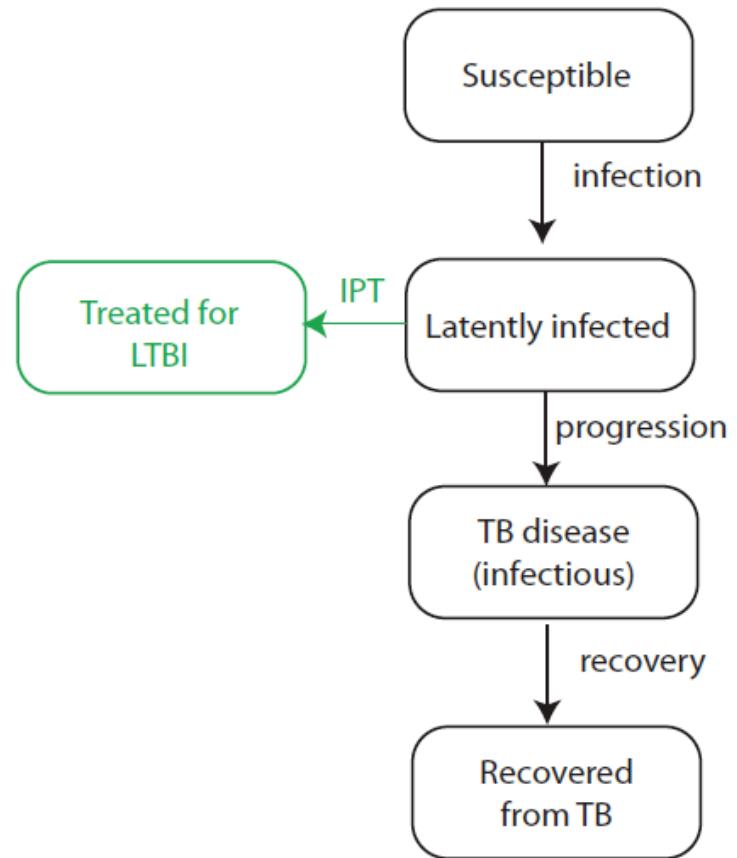 Susceptible
infection
IPT
Treated for
LTBI
Latently infected
progression
TB disease
(infectious)
recovery
Recovered
from TB